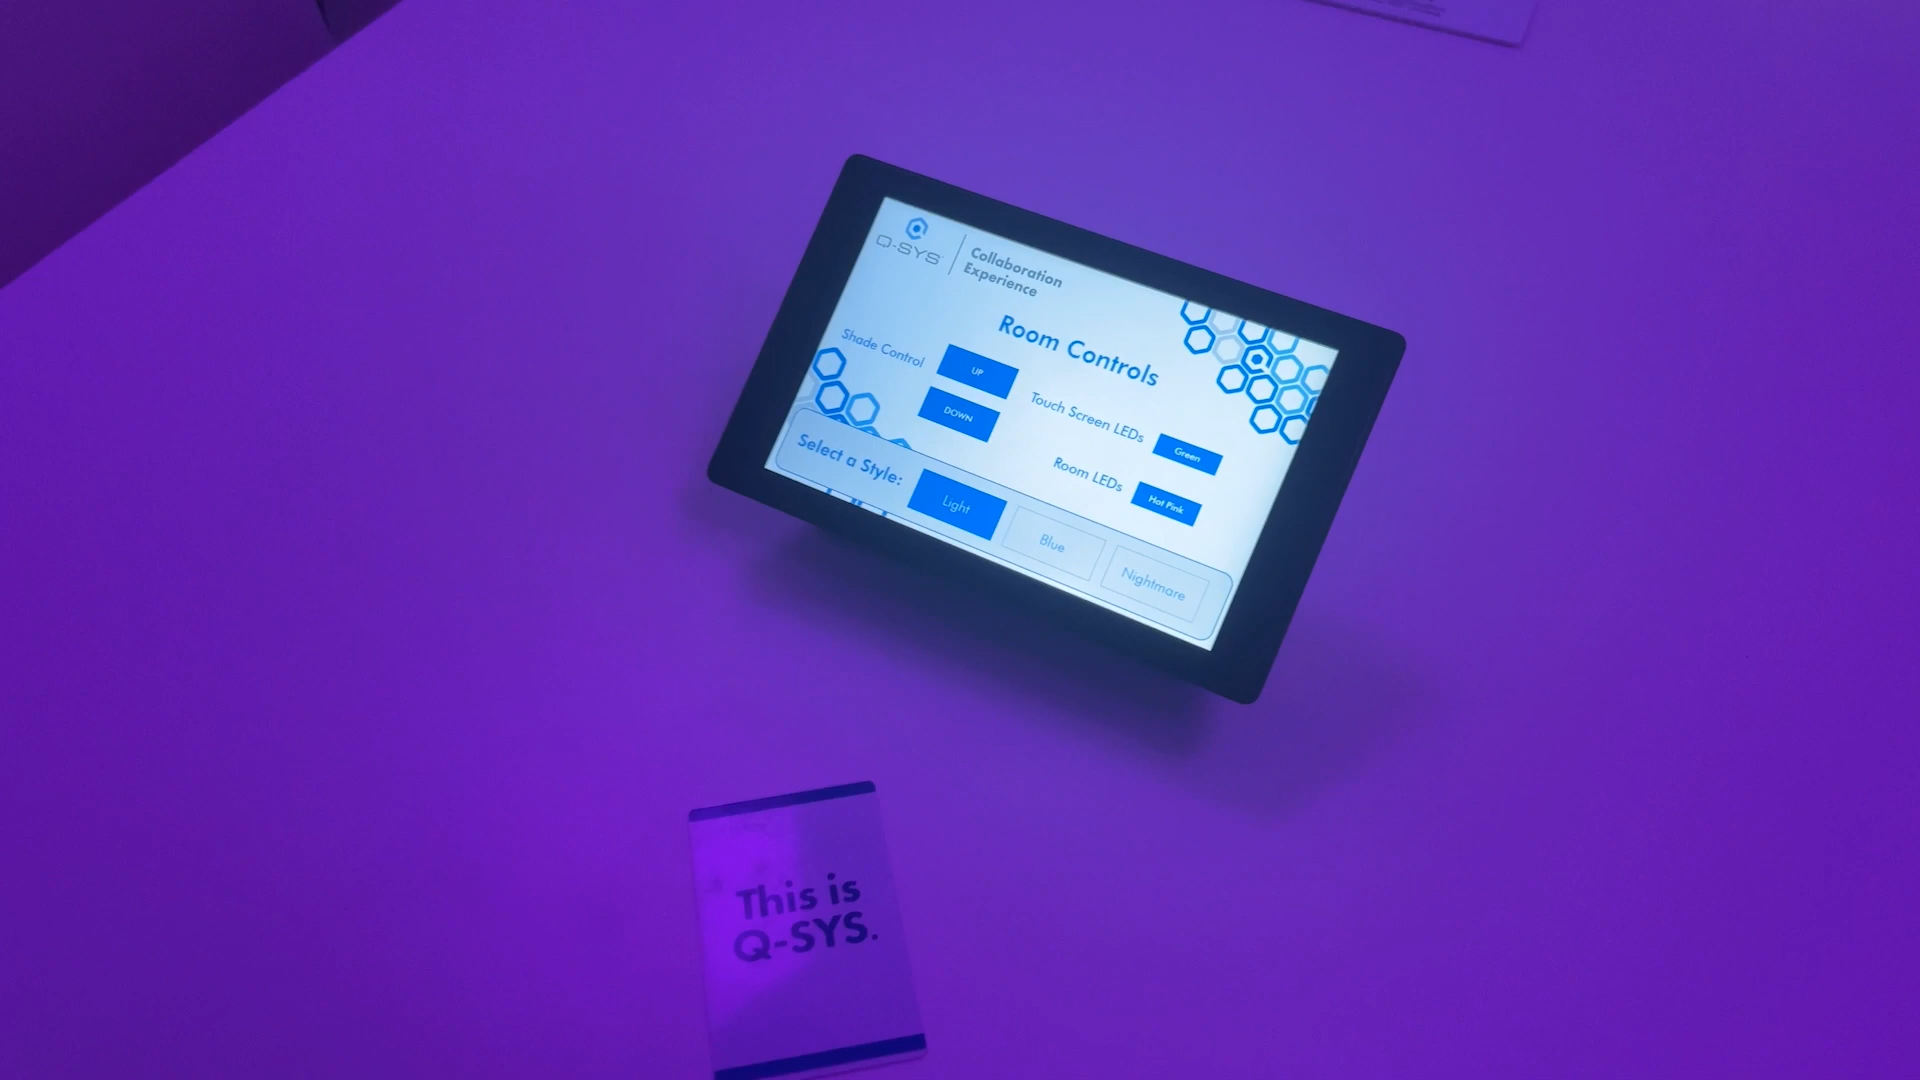 Q-SYS
Collaboration
Experience
Room Controls
Shade Control
UP
DOWN
Touch Screen LEDs
Green
Room LEDs
Hot Pink
Select a Style:
Light
Blue
Nightmare
This is
Q-SYS.